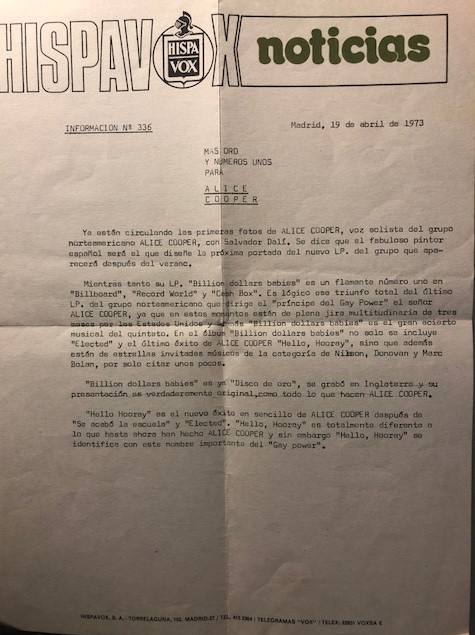 HISPAVOX noticias
HISPA
VOX
INFORMACION Nº 336
Madrid, 19 de abril de 1973
MAS ORO
Y NUMEROS UNOS
PARA
ALICE
COOPER
Ya están circulando las primeras fotos de ALICE COOPER, voz solista del grupo
norteamericano ALICE COOPER, con Salvador Dalí. Se dice que el fabuloso pintor
español será el que diseñe la próxima portada del nuevo LP. del grupo que apa-
recerá después del verano.
Mientras tanto su LP. "Billion dollars babies" es un flamante número uno en
"Billboard", "Record World" y "Cash Box". Es lógico ese triunfo total del último
LP. del grupo norteamericano que dirige el "príncipe del Gay Power" el señor
ALICE COOPER, ya que en estos momentos están de plena jira multitudinaria de tres
meses por los Estados Unidos y además "Billion dollars babies" es el gran acierto
musical del quinteto. En el álbum "Billion dollars babies" no solo se incluye
"Elected" y el último éxito de ALICE COOPER "Hello, Hooray", sino que además
están de estrellas invitadas músicos de la categoría de Nilson, Donovan y Marc
Bolan, por solo citar unos pocos.
"Billion dollars babies" es ya "Disco de oro", se grabó en Inglaterra y su
presentación es verdaderamente original, como todo lo que hacen ALICE COOPER.
"Hello Hooray" es el nuevo éxito en sencillo de ALICE COOPER después de
"Se acabó la escuela" y "Elected". "Hello, Hooray" es totalmente diferente a
lo que hasta ahora han hecho ALICE COOPER y sin embargo "Hello, Hooray" se
identifica con este nombre importante del "Gay power".
HISPAVOX, S. A. - TORRELAGUNA, 102. MADRID-27 / TEL. 415 2304 / TELEGRAMAS "VOX" / TELEX: